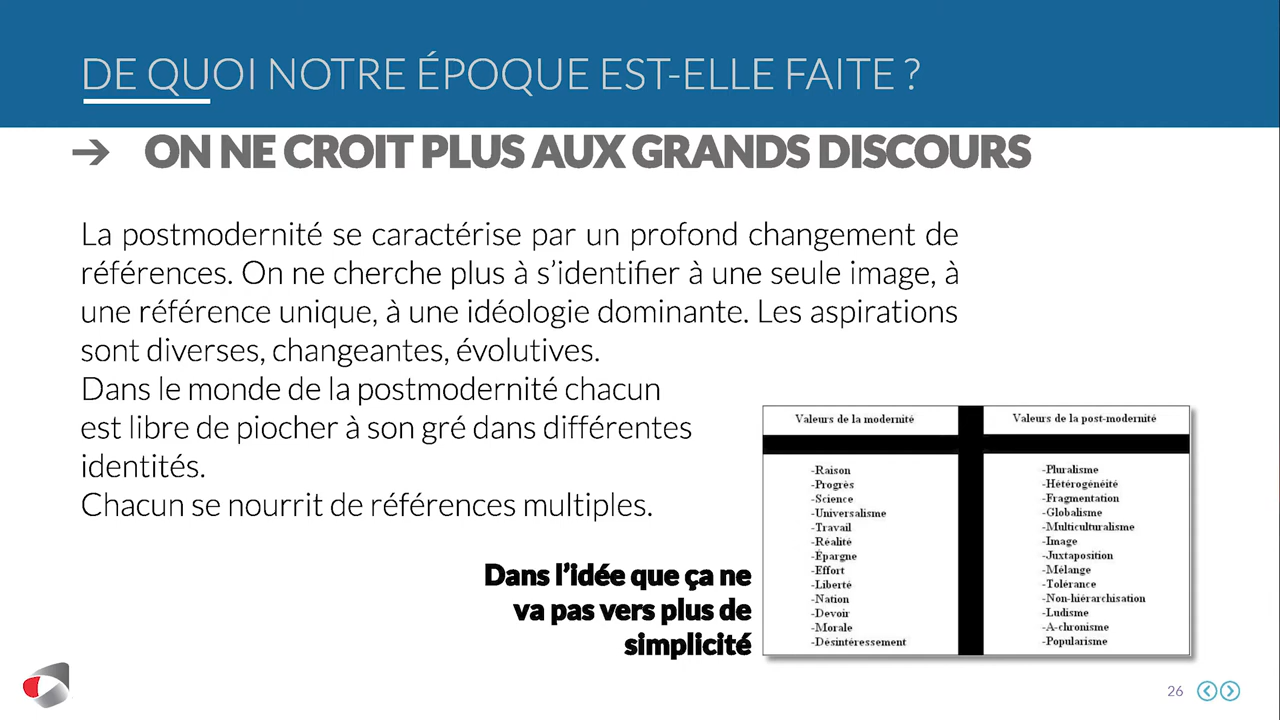 DE QUOI NOTRE ÉPOQUE EST-ELLE FAITE ?
➔ ON NE CROIT PLUS AUX GRANDS DISCOURS
La postmodernité se caractérise par un profond changement de
références. On ne cherche plus à s’identifier à une seule image, à
une référence unique, à une idéologie dominante. Les aspirations
sont diverses, changeantes, évolutives.
Dans le monde de la postmodernité chacun
est libre de piocher à son gré dans différentes
identités.
Chacun se nourrit de références multiples.
Dans l’idée que ça ne
va pas vers plus de
simplicité
Valeurs de la modernité
-Raison
-Progrès
-Science
-Universalisme
-Travail
-Réalité
-Épargne
-Effort
-Liberté
-Nation
-Devoir
-Morale
-Désintéressement
Valeurs de la post-modernité
-Pluralisme
-Hétérogénéité
-Fragmentation
-Globalisme
-Multiculturalisme
-Image
-Juxtaposition
-Mélange
-Tolérance
-Non-hiérarchisation
-Ludisme
-A-chronisme
-Popularisme
26